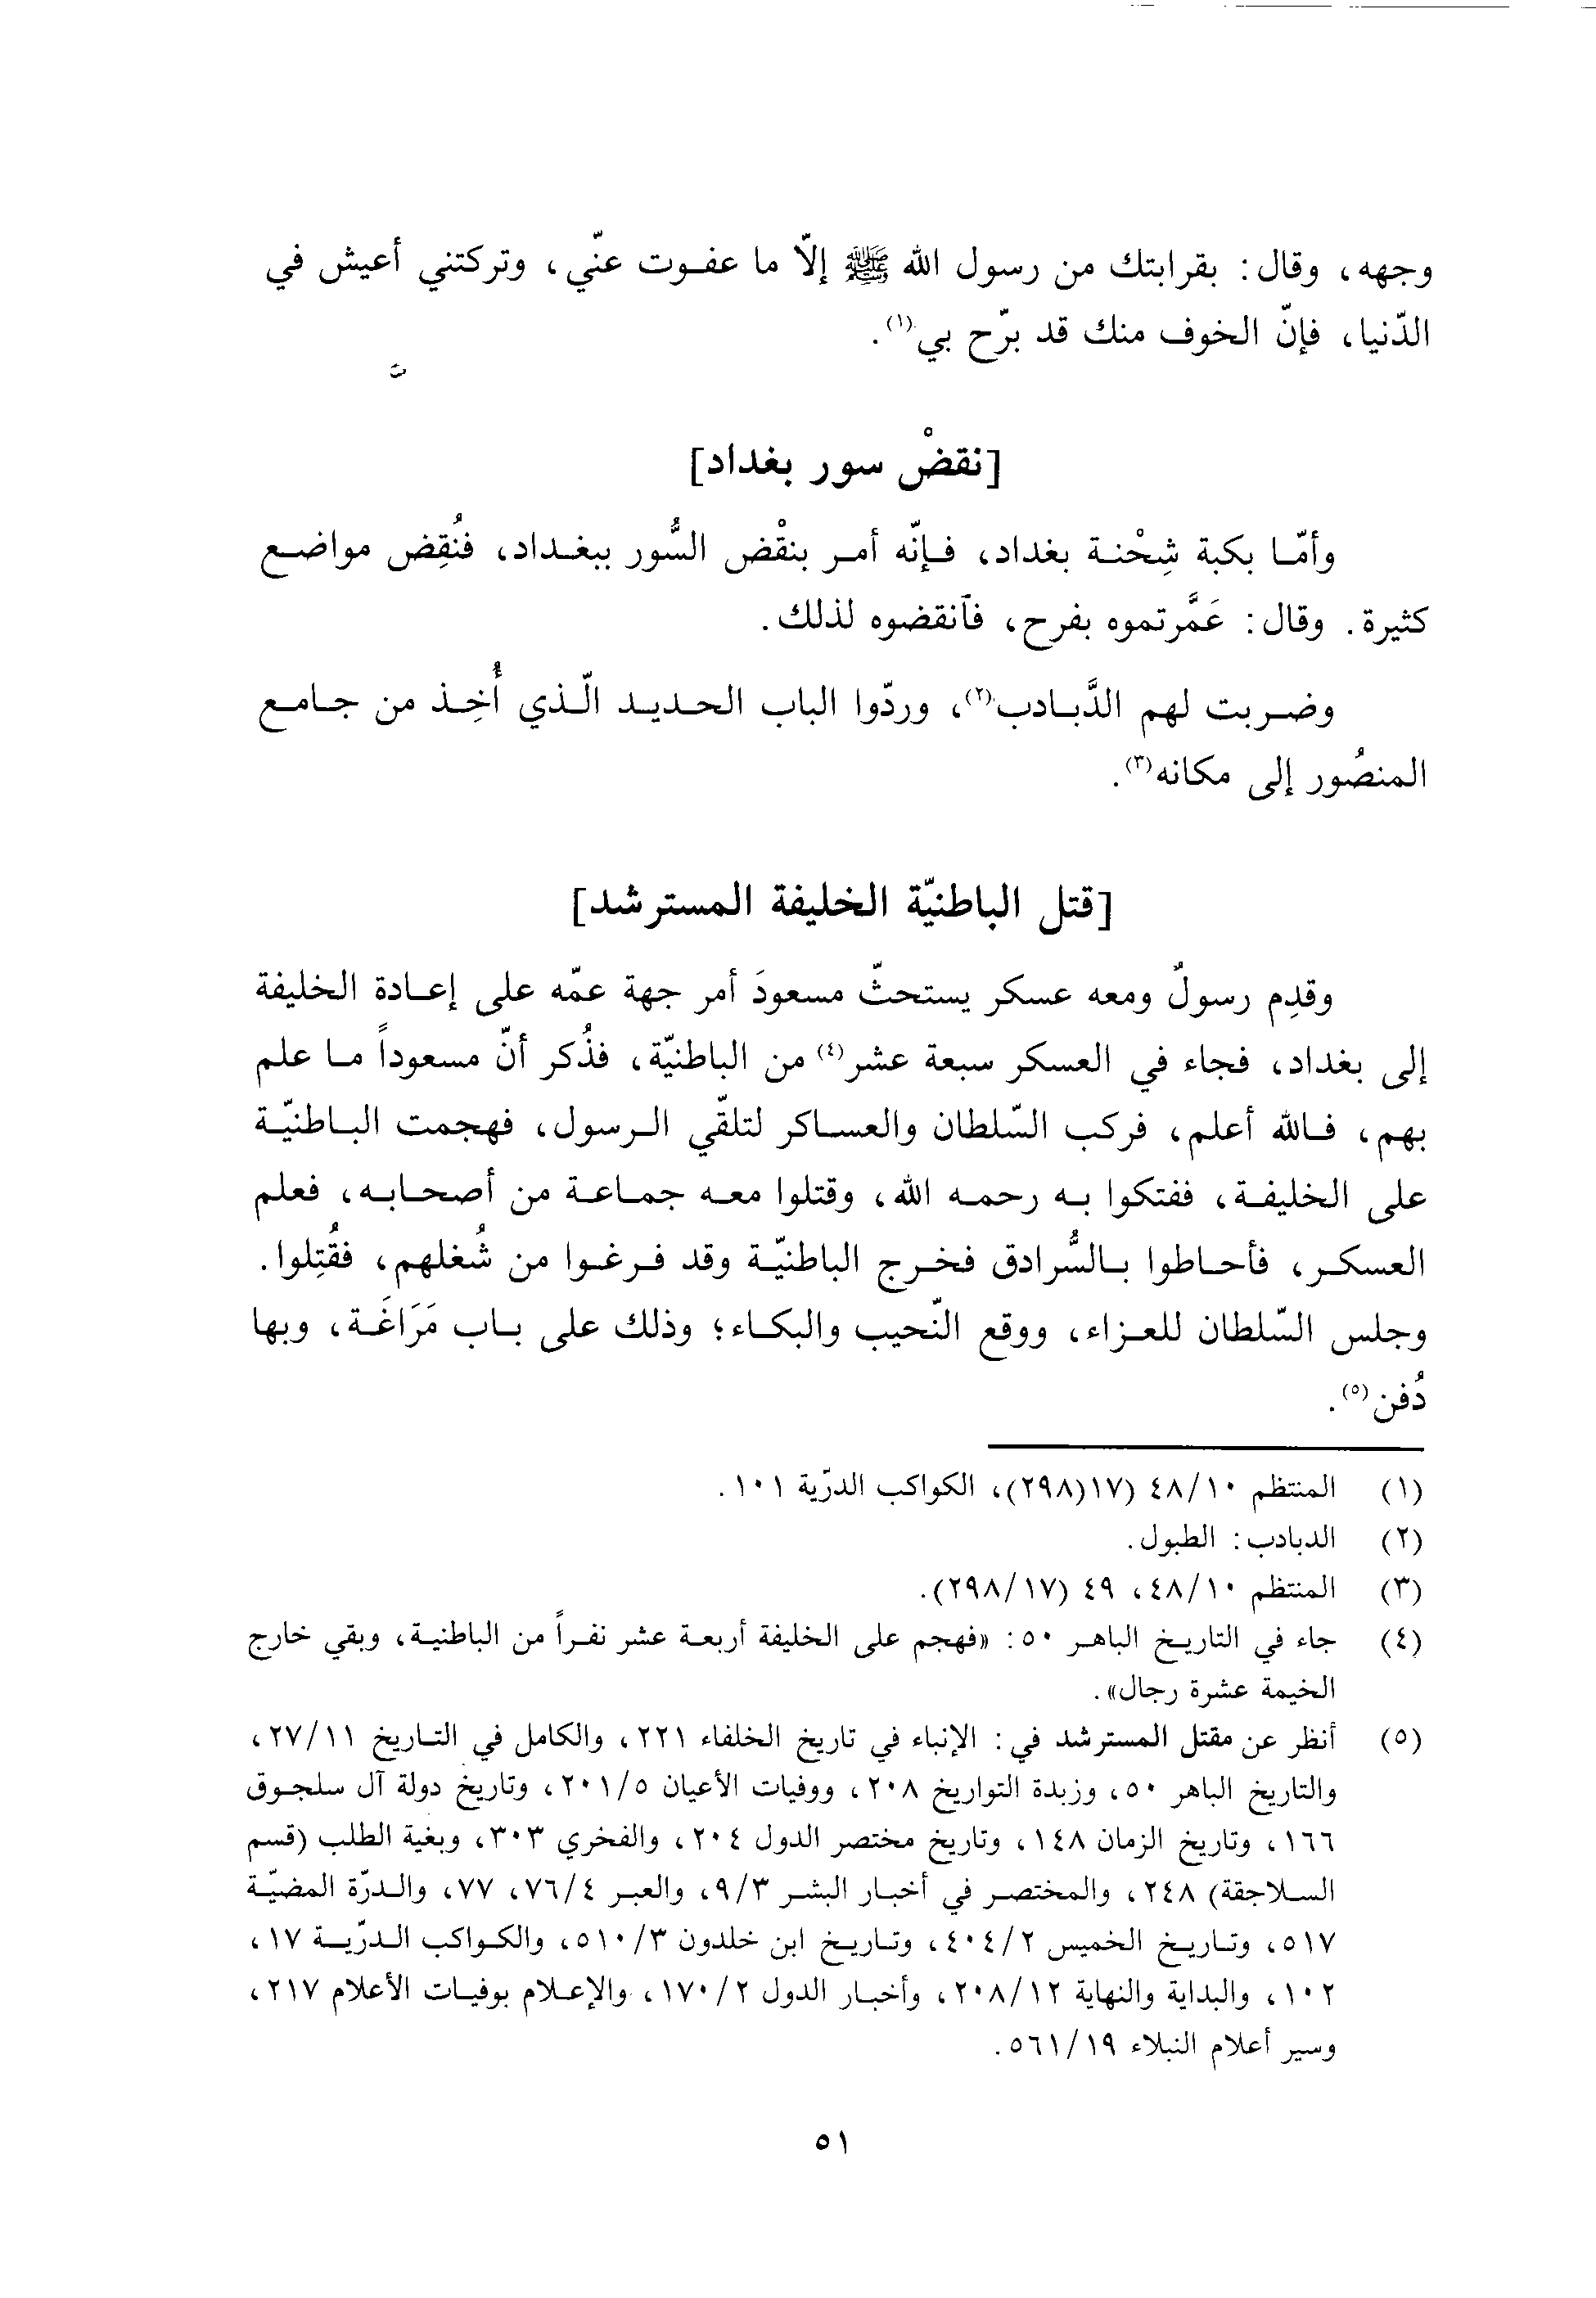 وجهه، وقال: بقرابتك من رسول الله ﷺ إلّا ما عفوت عنّي، وتركتني أعيش في
الدّنيا، فإنّ الخوف منك قد برّح بي(١).
[نقضْ سور بغداد]
وأمّا بكبة شِحْنة بغداد، فإنّه أمر بنقْض السُّور ببغداد، فنُقِض مواضع
كثيرة. وقال: عَمَّرتموه بفرح، فٱنقضوه لذلك.
وضربت لهم الدَّبادب(٢)، وردّوا الباب الحديد الّذي أُخِذ من جامع
المنصُور إلى مكانه(٣).
[قتل الباطنيّة الخليفة المسترشد]
وقدِم رسولٌ ومعه عسكر يستحثّ مسعودَ أمر جهة عمّه على إعادة الخليفة
إلى بغداد، فجاء في العسكر سبعة عشر(٤) من الباطنيّة، فذُكر أنّ مسعوداً ما علم
بهم، فالله أعلم، فركب السّلطان والعساكر لتلقّي الرسول، فهجمت الباطنيّة
على الخليفة، ففتكوا به رحمه الله، وقتلوا معه جماعة من أصحابه، فعلم
العسكر، فأحاطوا بالسُّرادق فخرج الباطنيّة وقد فرغوا من شُغلهم، فقُتِلوا.
وجلس السّلطان للعزاء، ووقع النّحيب والبكاء؛ وذلك على باب مَرَاغَة، وبها
دُفن(٥).
(١) المنتظم ٤٨/١٠ (١٧(٢٩٨)، الكواكب الدرّية ١٠١.
(٢) الدبادب: الطبول.
(٣) المنتظم ٤٨/١٠، ٤٩ (٢٩٨/١٧).
(٤) جاء في التاريخ الباهر ٥٠: «فهجم على الخليفة أربعة عشر نفراً من الباطنية، وبقي خارج
الخيمة عشرة رجال».
(٥) أنظر عن مقتل المسترشد في: الإنباء في تاريخ الخلفاء ٢٢١، والكامل في التاريخ ٢٧/١١،
والتاريخ الباهر ٥٠، وزبدة التواريخ ٢٠٨، ووفيات الأعيان ٢٠١/٥، وتاريخ دولة آل سلجوق
١٦٦، وتاريخ الزمان ١٤٨، وتاريخ مختصر الدول ٢٠٤، والفخري ٣٠٣، وبغية الطلب (قسم
السلاجقة) ٢٤٨، والمختصر في أخبار البشر ٩/٣، والعبر ٧٦/٤، ٧٧، والدرّة المضيّة
٥١٧، وتاريخ الخميس ٤٠٤/٢، وتاريخ ابن خلدون ٥١٠/٣، والكواكب الدرّية ١٧،
١٠٢، والبداية والنهاية ٢٠٨/١٢، وأخبار الدول ١٧٠/٢، والإعلام بوفيات الأعلام ٢١٧،
وسير أعلام النبلاء ٥٦١/١٩.
٥١